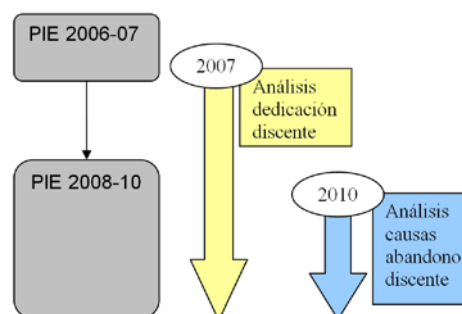 PIE 2006-07
2007
Análisis
dedicación
discente
PIE 2008-10
2010
Análisis
causas
abandono
discente